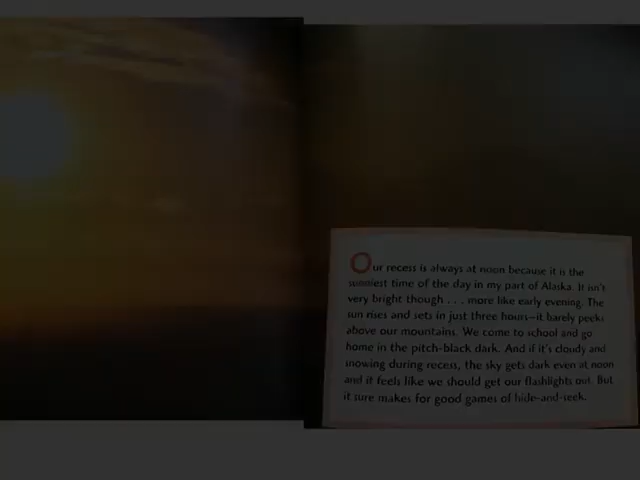 Our recess is always at noon because it is the
sunniest time of the day in my part of Alaska. It isn't
very bright though . . . more like early evening. The
sun rises and sets in just three hours—it barely peeks
above our mountains. We come to school and go
home in the pitch-black dark. And if it's cloudy and
snowing during recess, the sky gets dark even at noon
and it feels like we should get our flashlights out. But
it sure makes for good games of hide-and-seek.